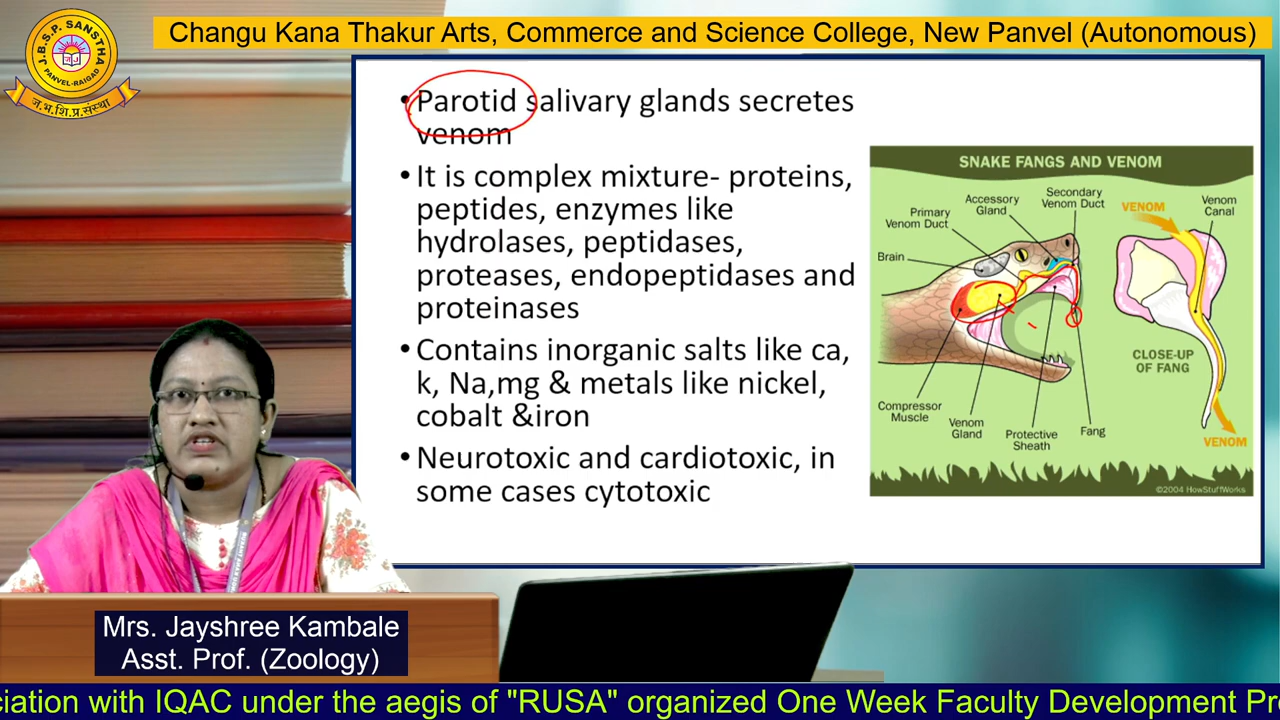 Changu Kana Thakur Arts, Commerce and Science College, New Panvel (Autonomous)
J.B.S.P. SANSTHA
PANVEL-RAIGAD
ज.भ.शि.प्र.संस्था
• Parotid salivary glands secretes
venom
• It is complex mixture- proteins,
peptides, enzymes like
hydrolases, peptidases,
proteases, endopeptidases and
proteinases
• Contains inorganic salts like ca,
k, Na,mg & metals like nickel,
cobalt &iron
• Neurotoxic and cardiotoxic, in
some cases cytotoxic
SNAKE FANGS AND VENOM
Accessory
Gland
Secondary
Venom Duct
Primary
Venom Duct
Brain
VENOM
Venom
Canal
CLOSE-UP
OF FANG
Compressor
Muscle
Venom
Gland
Protective
Sheath
Fang
VENOM
©2004 HowStuffWorks
Mrs. Jayshree Kambale
Asst. Prof. (Zoology)
ciation with IQAC under the aegis of "RUSA" organized One Week Faculty Development Pr